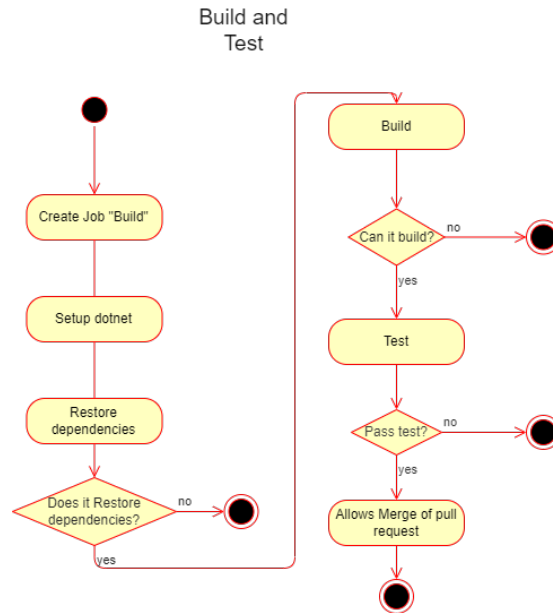 Build and
Test
Create Job "Build"
Setup dotnet
Restore
dependencies
Does it Restore
dependencies?
no
yes
Build
Can it build?
no
yes
Test
Pass test?
no
yes
Allows Merge of pull
request